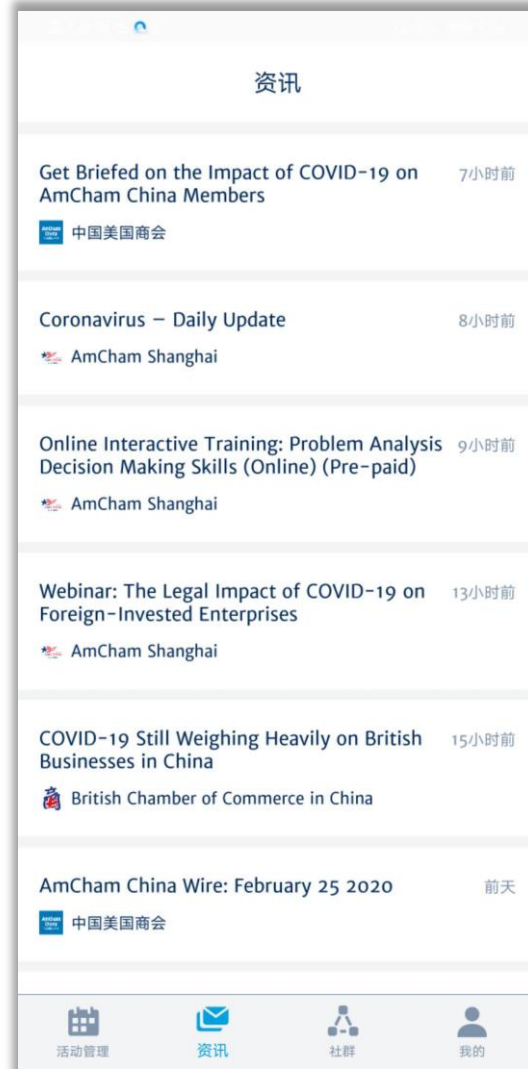 资讯
Get Briefed on the Impact of COVID-19 on
AmCham China Members
7小时前
中国美国商会
Coronavirus – Daily Update
8小时前
AmCham Shanghai
Online Interactive Training: Problem Analysis
Decision Making Skills (Online) (Pre-paid)
9小时前
AmCham Shanghai
Webinar: The Legal Impact of COVID-19 on
Foreign-Invested Enterprises
13小时前
AmCham Shanghai
COVID-19 Still Weighing Heavily on British
Businesses in China
15小时前
British Chamber of Commerce in China
AmCham China Wire: February 25 2020
前天
中国美国商会
活动管理
资讯
社群
我的